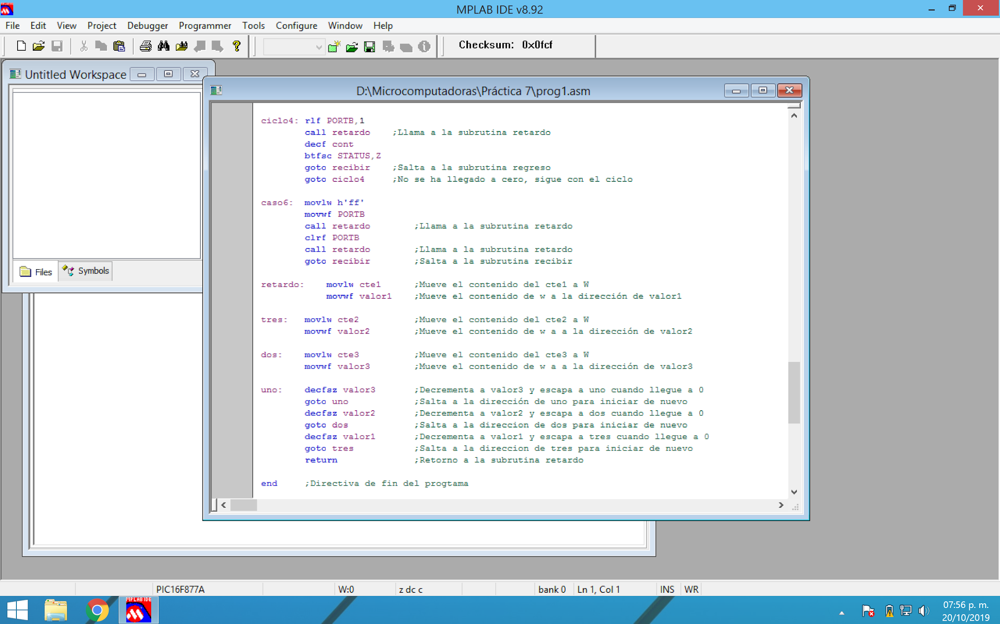 MPLAB IDE v8.92
File Edit View Project Debugger Programmer Tools Configure Window Help
Checksum: 0x0fcf
Untitled Workspace
Files Symbols
D:\Microcomputadoras\Práctica 7\prog1.asm
ciclo4: rlf PORTB,1
call retardo ;Llama a la subrutina retardo
decf cont
btfsc STATUS,Z
goto recibir ;Salta a la subrutina regreso
goto ciclo4 ;No se ha llegado a cero, sigue con el ciclo
caso6: movlw h'ff'
movwf PORTB
call retardo ;Llama a la subrutina retardo
clrf PORTB
call retardo ;Llama a la subrutina retardo
goto recibir ;Salta a la subrutina recibir
retardo: movlw cte1 ;Mueve el contenido del cte1 a W
movwf valor1 ;Mueve el contenido de w a la dirección de valor1
tres: movlw cte2 ;Mueve el contenido del cte2 a W
movwf valor2 ;Mueve el contenido de w a a la dirección de valor2
dos: movlw cte3 ;Mueve el contenido del cte3 a W
movwf valor3 ;Mueve el contenido de w a a la dirección de valor3
uno: decfsz valor3 ;Decrementa a valor3 y escapa a uno cuando llegue a 0
goto uno ;Salta a la dirección de uno para iniciar de nuevo
decfsz valor2 ;Decrementa a valor2 y escapa a dos cuando llegue a 0
goto dos ;Salta a la direccion de dos para iniciar de nuevo
decfsz valor1 ;Decrementa a valor1 y escapa a tres cuando llegue a 0
goto tres ;Salta a la direccion de tres para iniciar de nuevo
return ;Retorno a la subrutina retardo
end ;Directiva de fin del progtama
PIC16F877A W:0 z dc c bank 0 Ln 1, Col 1 INS WR
MPLAB IDE
07:56 p. m.
20/10/2019